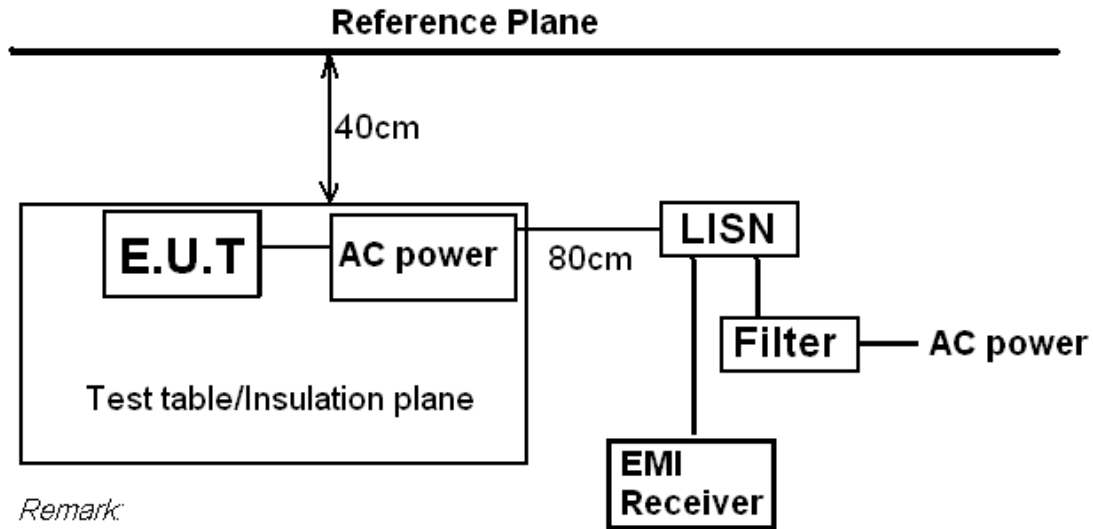 Reference Plane
40cm
E.U.T
AC power
80cm
LISN
Filter
AC power
Test table/Insulation plane
EMI
Receiver
Remark: